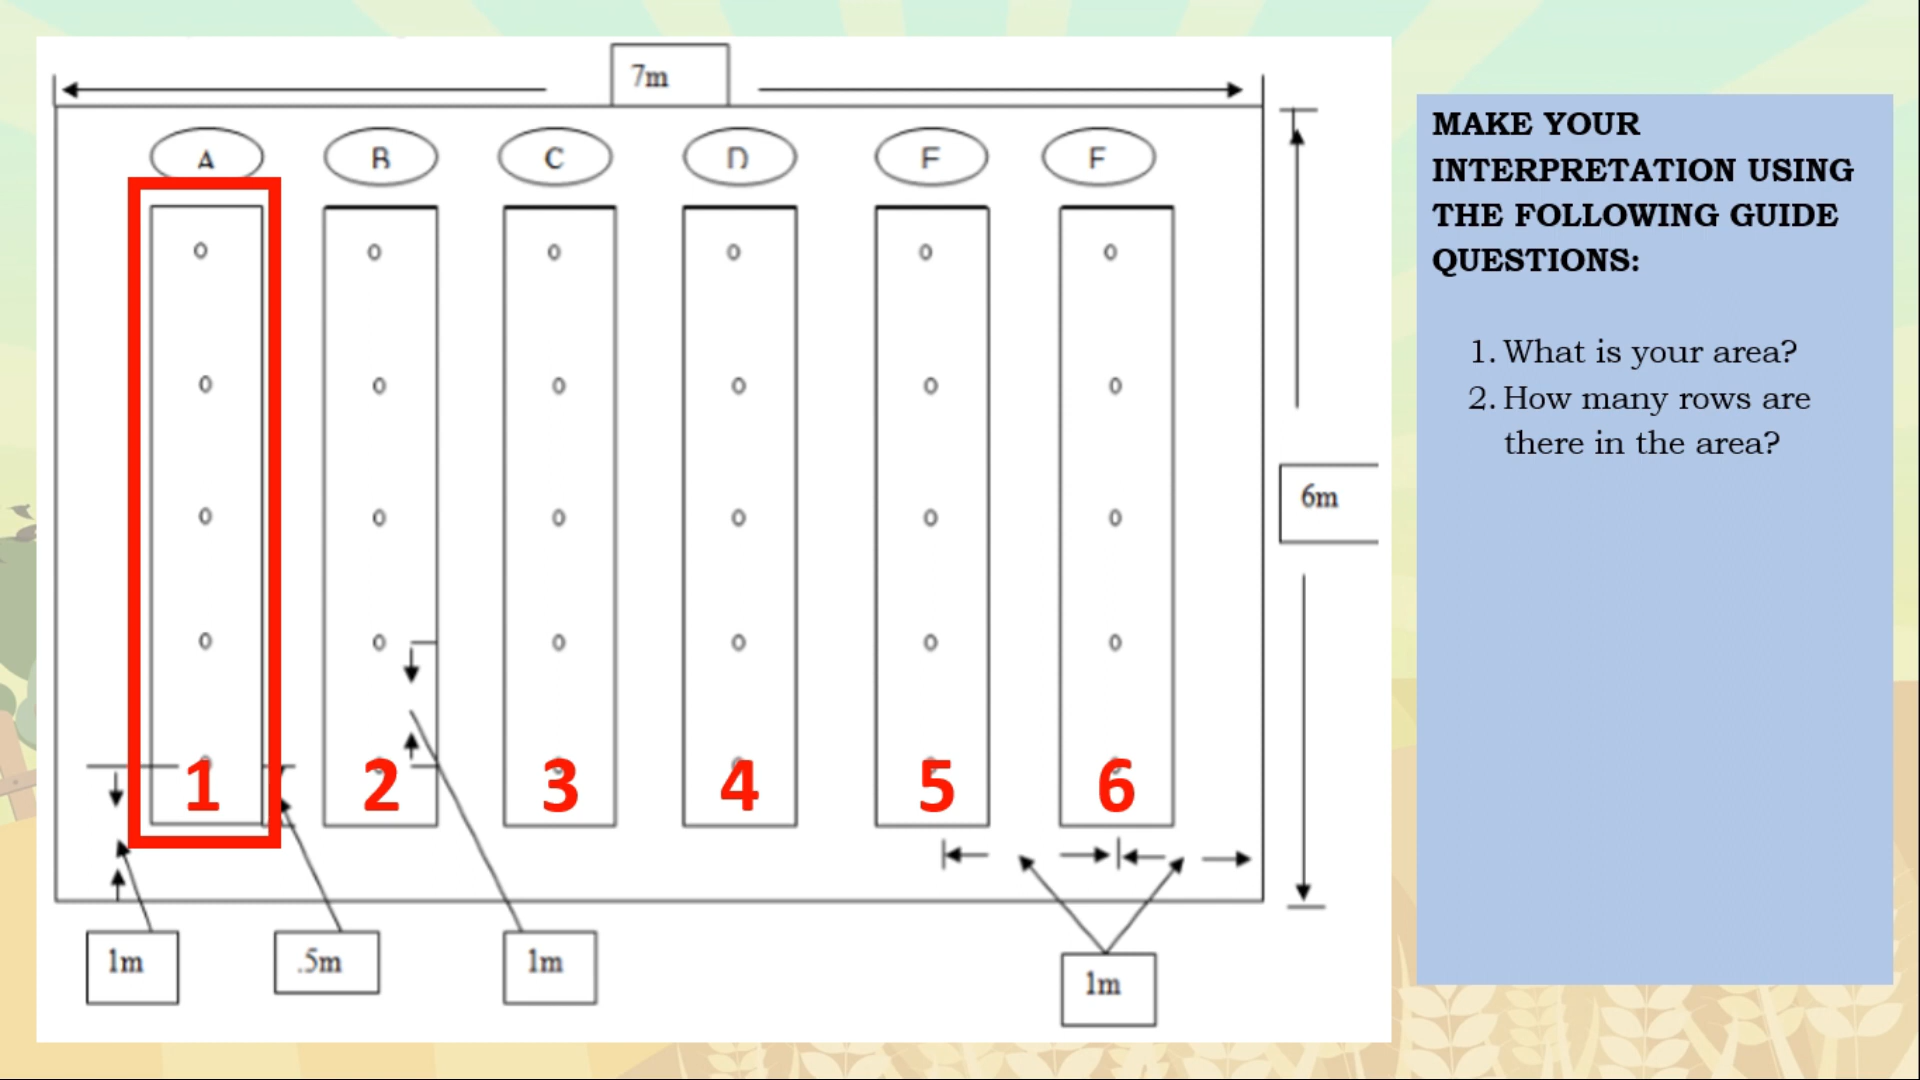 7m
A B C D E F
6m
1 2 3 4 5 6
1m .5m 1m 1m
MAKE YOUR
INTERPRETATION USING
THE FOLLOWING GUIDE
QUESTIONS:
1. What is your area?
2. How many rows are
there in the area?